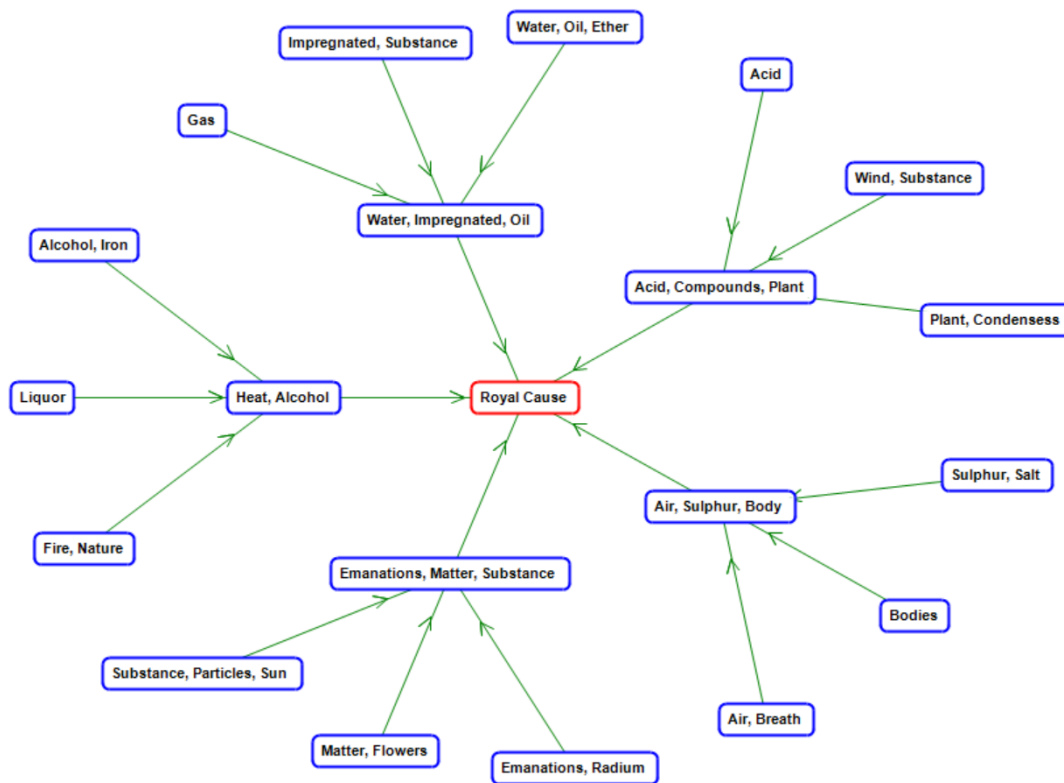 Water, Oil, Ether
Impregnated, Substance
Acid
Gas
Wind, Substance
Water, Impregnated, Oil
Alcohol, Iron
Acid, Compounds, Plant
Plant, Condensess
Liquor
Heat, Alcohol
Royal Cause
Sulphur, Salt
Air, Sulphur, Body
Fire, Nature
Emanations, Matter, Substance
Bodies
Substance, Particles, Sun
Air, Breath
Matter, Flowers
Emanations, Radium